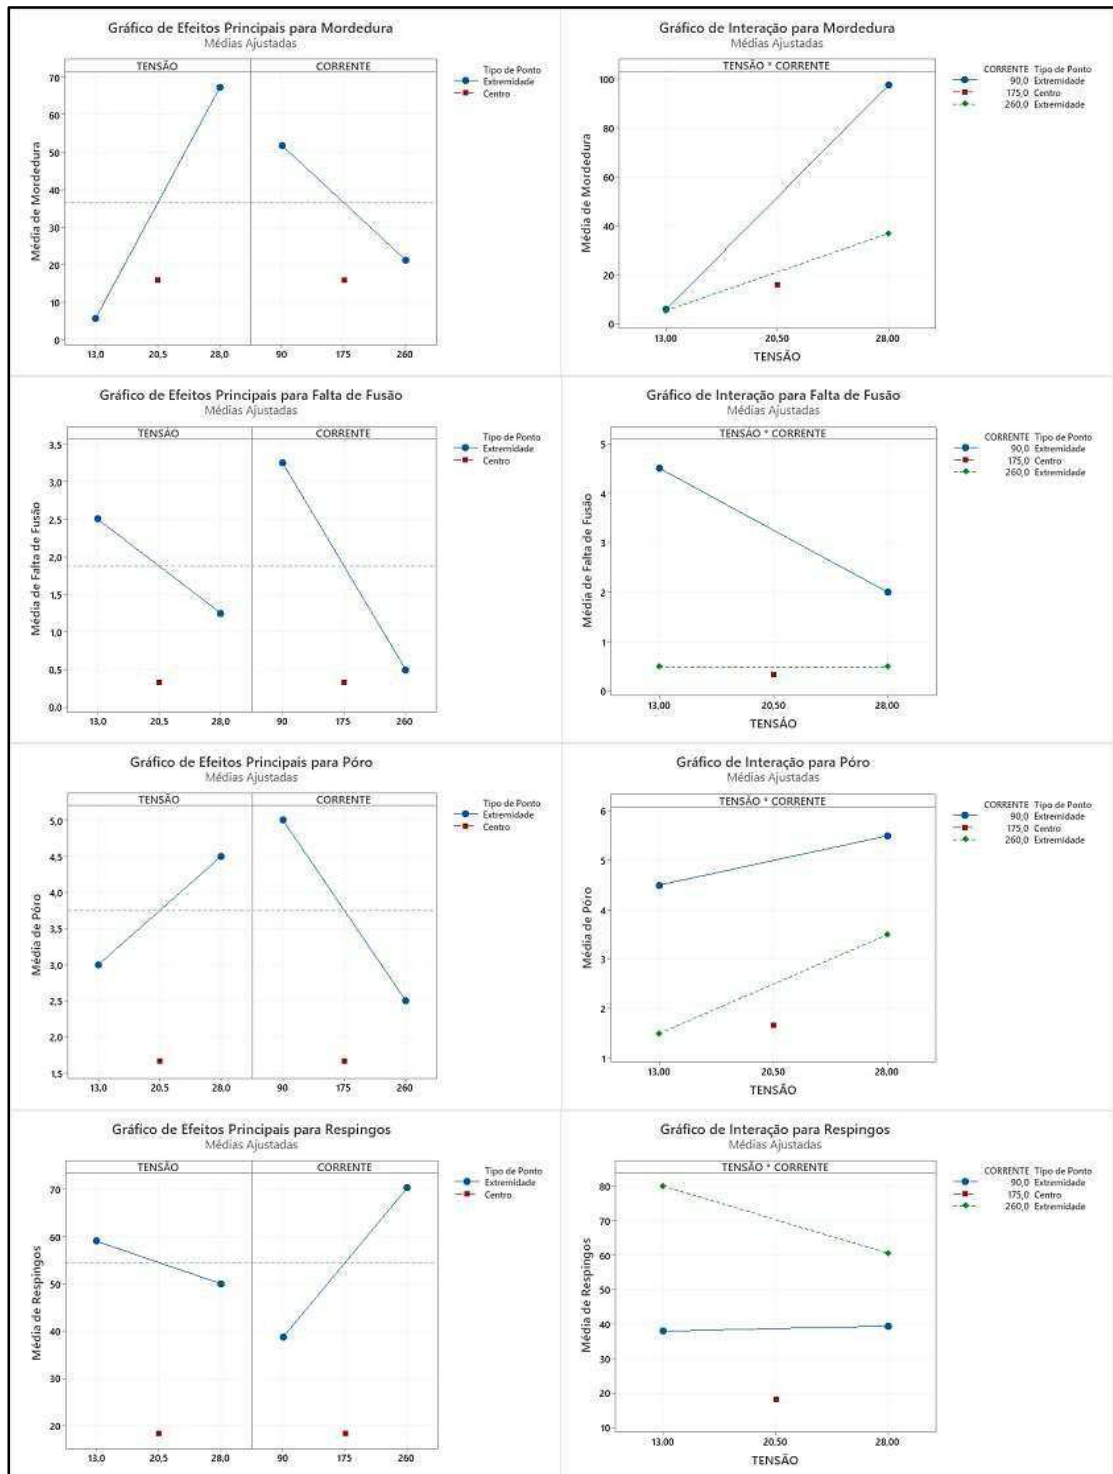 Gráfico de Efeitos Principais para Mordedura
Médias Ajustadas
TENSÃO CORRENTE
Tipo de Ponto
Extremidade
Centro
Média de Mordedura
70
60
50
40
30
20
10
0
13,0 20,5 28,0 90 175 260
Gráfico de Interação para Mordedura
Médias Ajustadas
TENSÃO * CORRENTE
CORRENTE Tipo de Ponto
90,0 Extremidade
175,0 Centro
260,0 Extremidade
Média de Mordedura
100
80
60
40
20
0
13,00 20,50 28,00
TENSÃO
Gráfico de Efeitos Principais para Falta de Fusão
Médias Ajustadas
TENSÃO CORRENTE
Tipo de Ponto
Extremidade
Centro
Média de Falta de Fusão
3,5
3,0
2,5
2,0
1,5
1,0
0,5
0,0
13,0 20,5 28,0 90 175 260
Gráfico de Interação para Falta de Fusão
Médias Ajustadas
TENSÃO * CORRENTE
CORRENTE Tipo de Ponto
90,0 Extremidade
175,0 Centro
260,0 Extremidade
Média de Falta de Fusão
5
4
3
2
1
0
13,00 20,50 28,00
TENSÃO
Gráfico de Efeitos Principais para Póro
Médias Ajustadas
TENSÃO CORRENTE
Tipo de Ponto
Extremidade
Centro
Média de Póro
5,0
4,5
4,0
3,5
3,0
2,5
2,0
1,5
13,0 20,5 28,0 90 175 260
Gráfico de Interação para Póro
Médias Ajustadas
TENSÃO * CORRENTE
CORRENTE Tipo de Ponto
90,0 Extremidade
175,0 Centro
260,0 Extremidade
Média de Póro
6
5
4
3
2
1
13,00 20,50 28,00
TENSÃO
Gráfico de Efeitos Principais para Respingos
Médias Ajustadas
TENSÃO CORRENTE
Tipo de Ponto
Extremidade
Centro
Média de Respingos
70
60
50
40
30
20
13,0 20,5 28,0 90 175 260
Gráfico de Interação para Respingos
Médias Ajustadas
TENSÃO * CORRENTE
CORRENTE Tipo de Ponto
90,0 Extremidade
175,0 Centro
260,0 Extremidade
Média de Respingos
80
70
60
50
40
30
20
10
13,00 20,50 28,00
TENSÃO